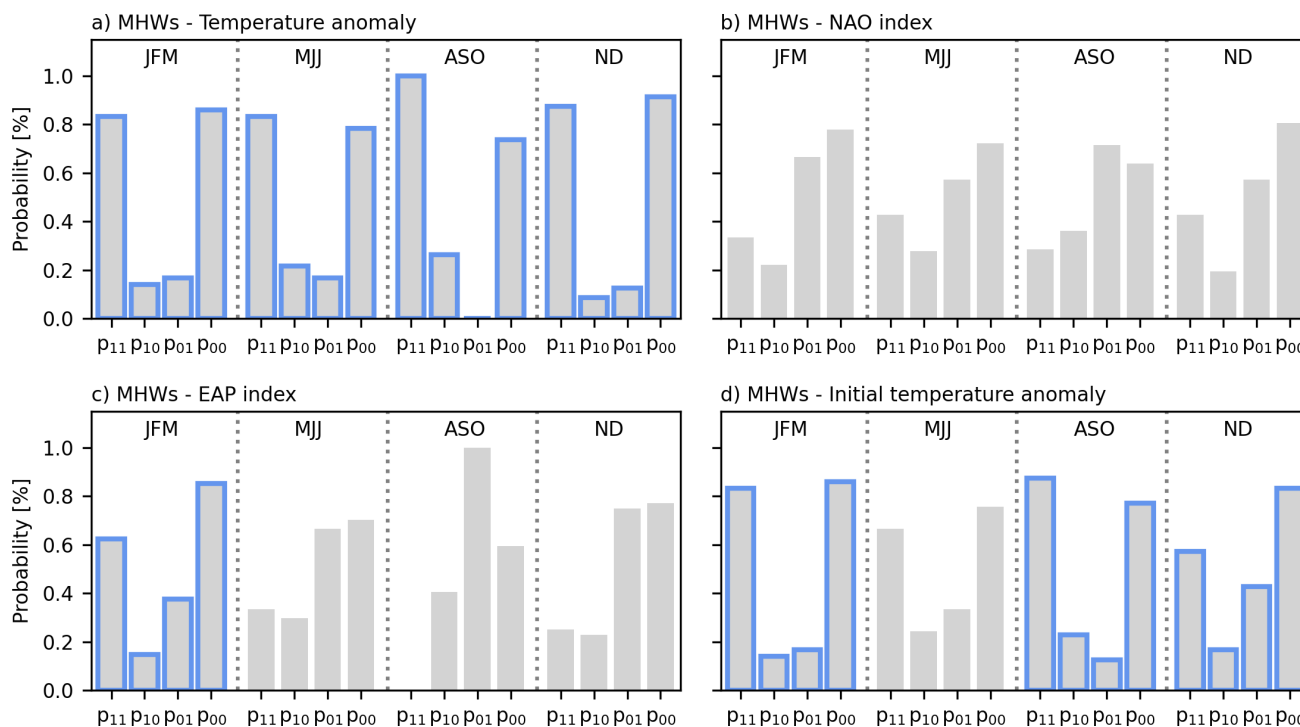 a) MHWs - Temperature anomaly
JFM MJJ ASO ND
Probability [%]
1.0
0.8
0.6
0.4
0.2
0.0
p11 p10 p01 p00 p11 p10 p01 p00 p11 p10 p01 p00 p11 p10 p01 p00
b) MHWs - NAO index
JFM MJJ ASO ND
p11 p10 p01 p00 p11 p10 p01 p00 p11 p10 p01 p00 p11 p10 p01 p00
c) MHWs - EAP index
JFM MJJ ASO ND
Probability [%]
1.0
0.8
0.6
0.4
0.2
0.0
p11 p10 p01 p00 p11 p10 p01 p00 p11 p10 p01 p00 p11 p10 p01 p00
d) MHWs - Initial temperature anomaly
JFM MJJ ASO ND
p11 p10 p01 p00 p11 p10 p01 p00 p11 p10 p01 p00 p11 p10 p01 p00